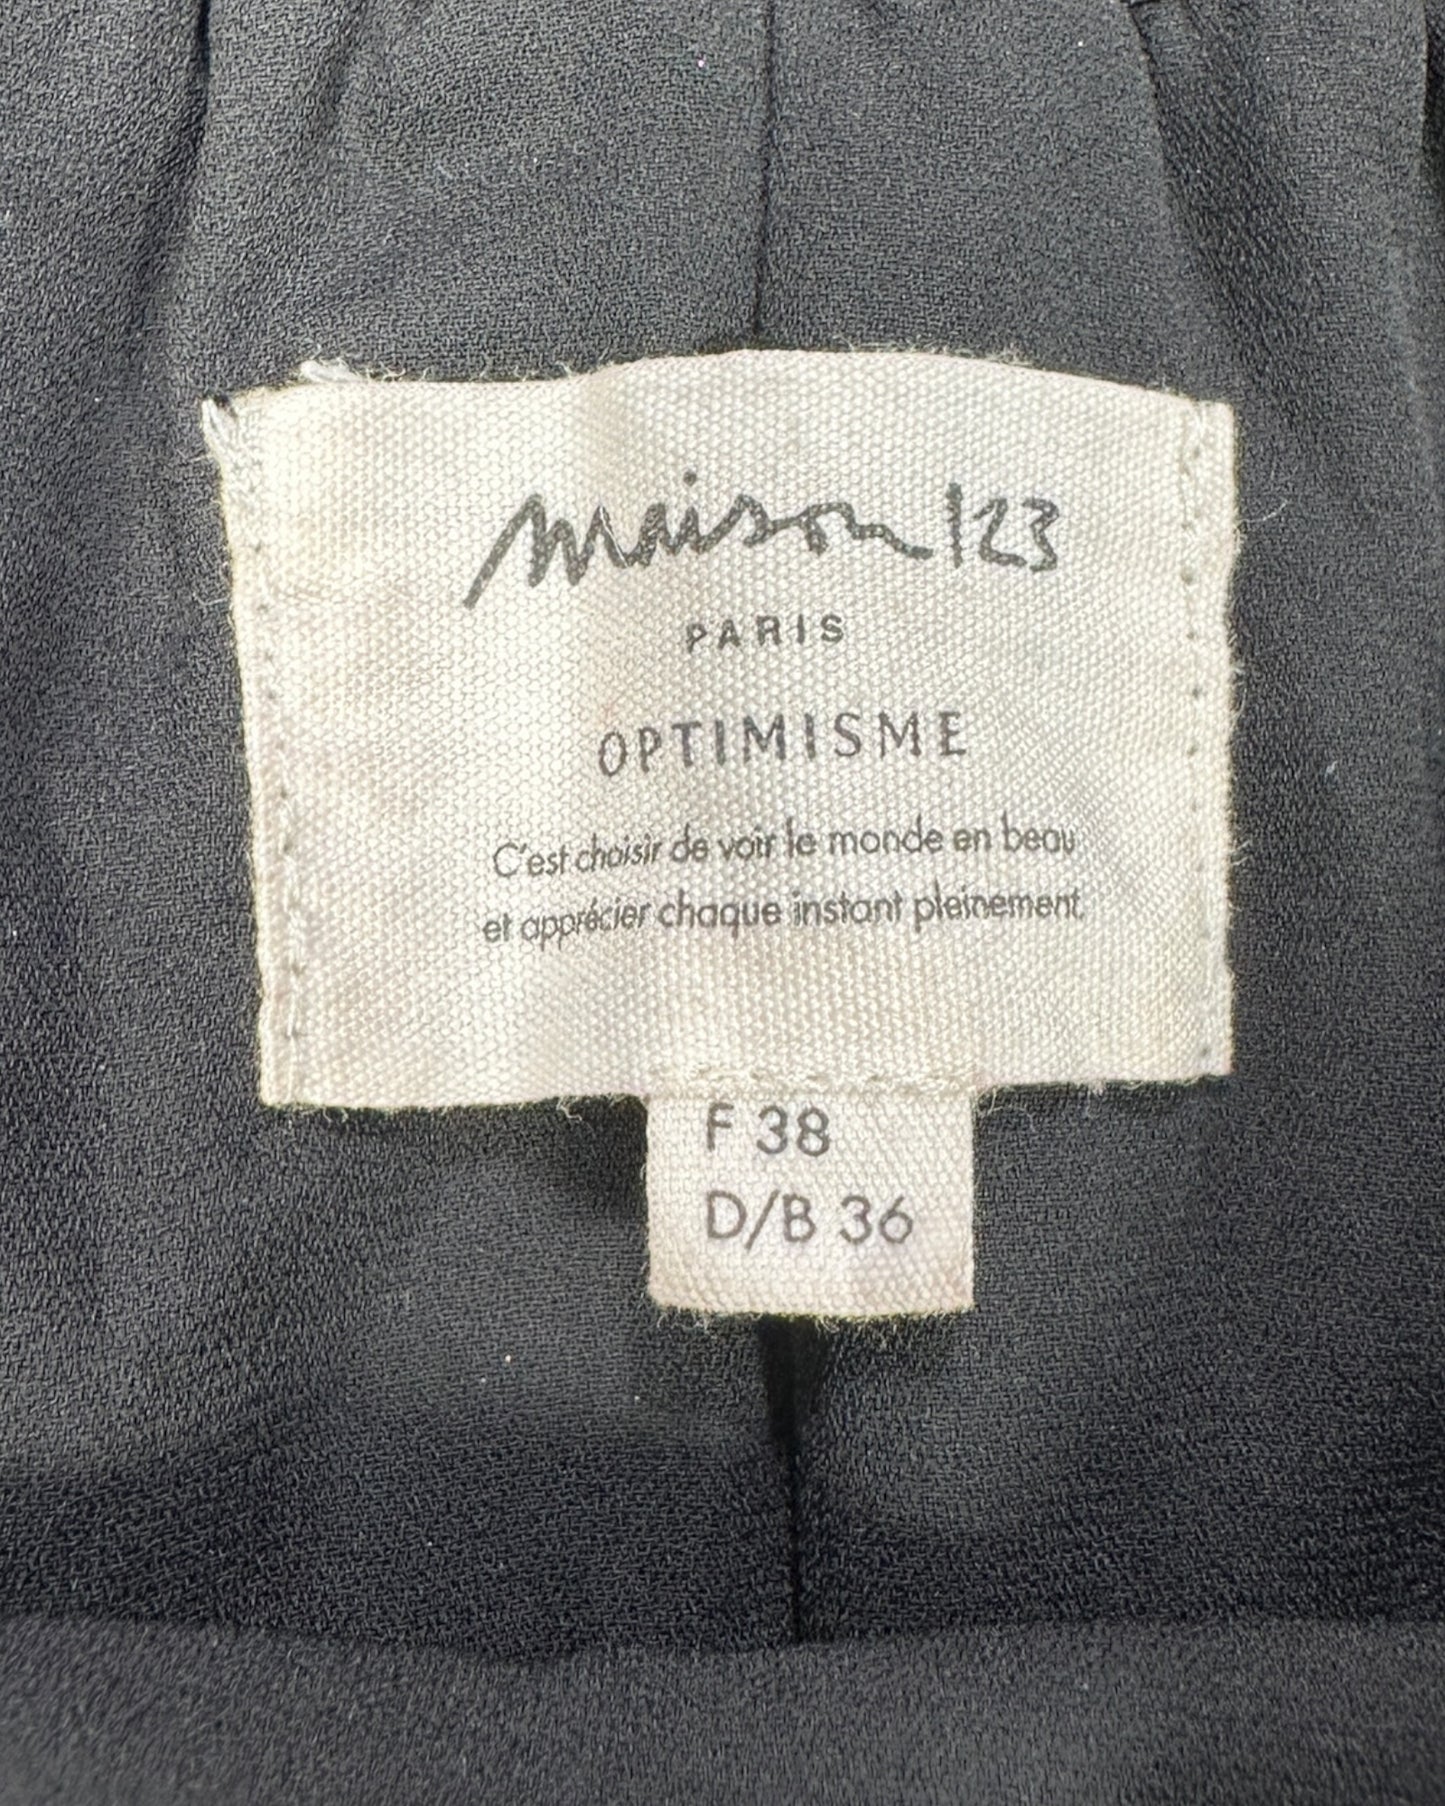 maison 123
PARIS
OPTIMISME
C'est choisir de voir le monde en beau
et apprécier chaque instant pleinement.
F 38
D/B 36